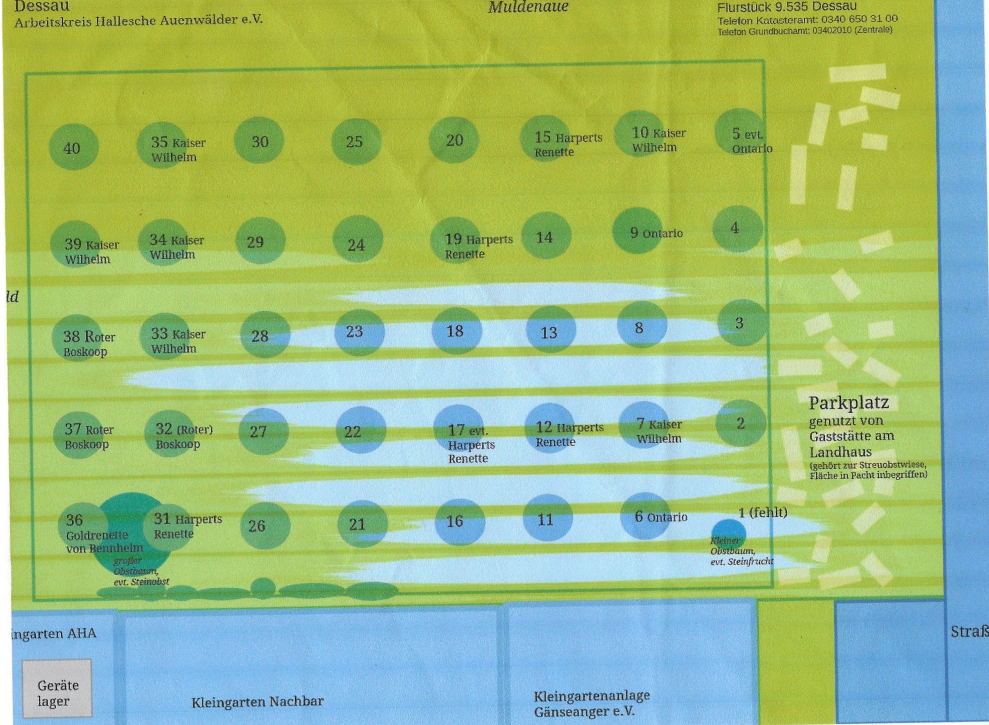 Dessau
Arbeitskreis Hallesche Auenwälder e.V.
Muldenaue
Flurstück 9.535 Dessau
Telefon Katasteramt: 0340 650 31 00
Telefon Grundbuchamt: 03402010 (Zentrale)
40
35 Kaiser
Wilhelm
30
25
20
15 Harperts
Renette
10 Kaiser
Wilhelm
5 evt.
Ontario
39 Kaiser
Wilhelm
34 Kaiser
Wilhelm
29
24
19 Harperts
Renette
14
9 Ontario
4
ld
38 Roter
Boskoop
33 Kaiser
Wilhelm
28
23
18
13
8
3
37 Roter
Boskoop
32 (Roter)
Boskoop
27
22
17 evt.
Harperts
Renette
12 Harperts
Renette
7 Kaiser
Wilhelm
2
Parkplatz
genutzt von
Gaststätte am
Landhaus
(gehört zur Streuobstwiese,
Fläche in Pacht inbegriffen)
36
Goldrenette
von Bennheim
großer
Obstbaum,
evt. Steinobst
31 Harperts
Renette
26
21
16
11
6 Ontario
1 (fehlt)
Kleiner
Obstbaum,
evt. Steinfrucht
ingarten AHA
Geräte
lager
Kleingarten Nachbar
Kleingartenanlage
Gänseanger e.V.
Straß